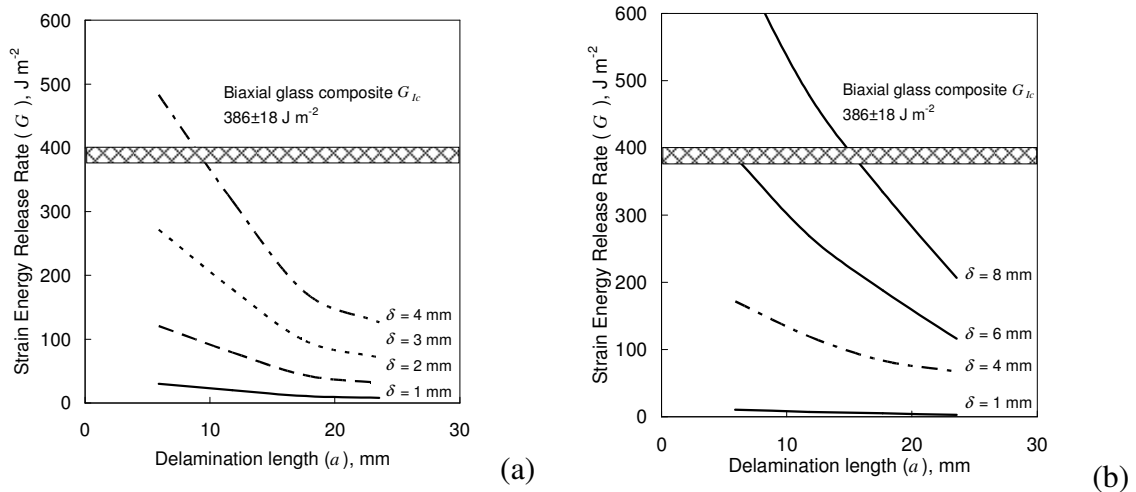 600
500
400
300
200
100
0
Strain Energy Release Rate ( G ), J m-2
Biaxial glass composite GIc
386±18 J m-2
δ = 4 mm
δ = 3 mm
δ = 2 mm
δ = 1 mm
0 10 20 30
Delamination length (a), mm
(a)
600
500
400
300
200
100
0
Strain Energy Release Rate ( G ), J m-2
Biaxial glass composite GIc
386±18 J m-2
δ = 8 mm
δ = 6 mm
δ = 4 mm
δ = 1 mm
0 10 20 30
Delamination length (a), mm
(b)